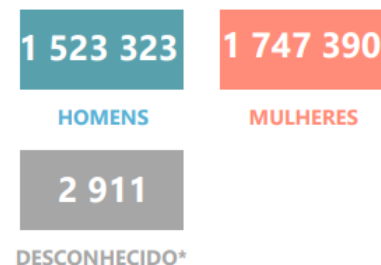 1 523 323
1 747 390
HOMENS
MULHERES
2 911
DESCONHECIDO*